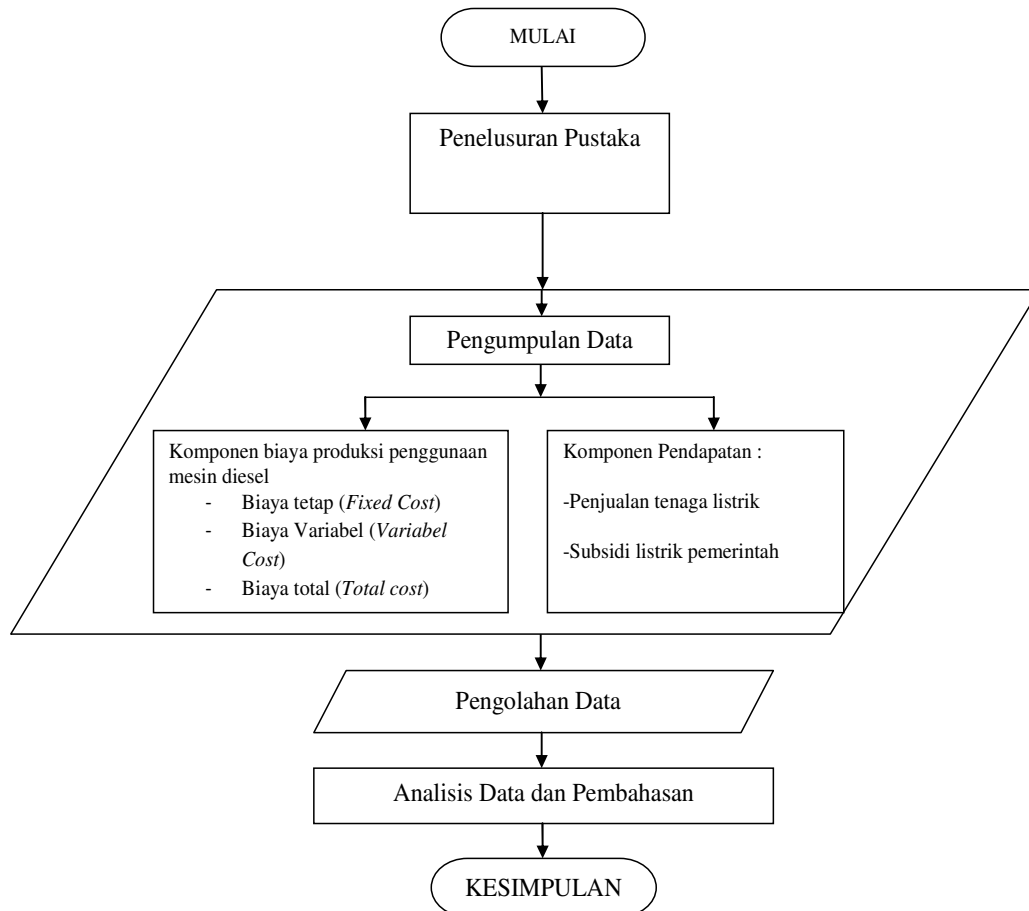 MULAI
Penelusuran Pustaka
Pengumpulan Data
Komponen biaya produksi penggunaan
mesin diesel
- Biaya tetap (Fixed Cost)
- Biaya Variabel (Variabel
Cost)
- Biaya total (Total cost)
Komponen Pendapatan :
-Penjualan tenaga listrik
-Subsidi listrik pemerintah
Pengolahan Data
Analisis Data dan Pembahasan
KESIMPULAN